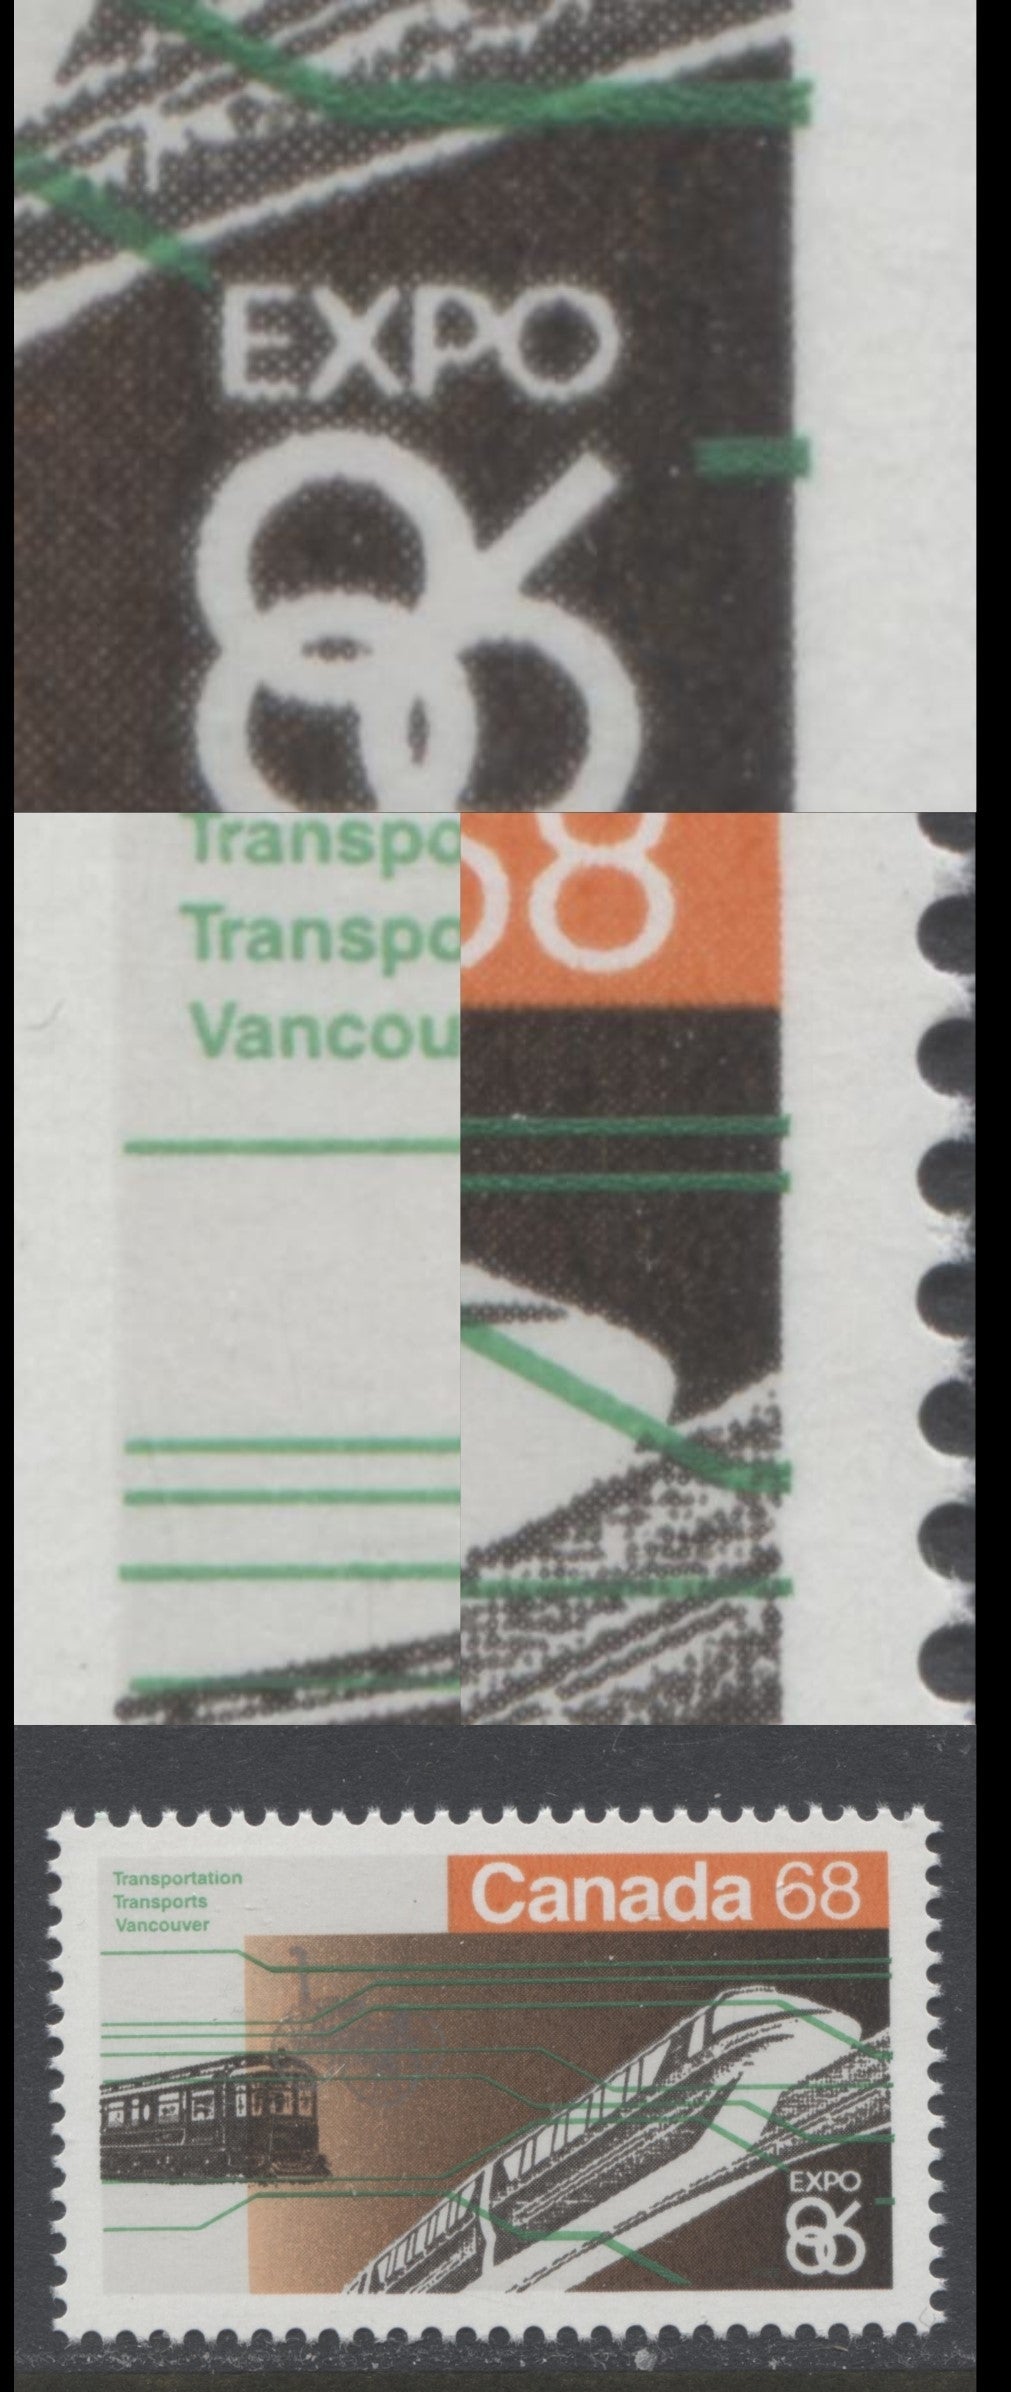 EXPO
86
Transpo
Transpo
Vancou
68
Transportation
Transports
Vancouver
Canada 68
EXPO
86